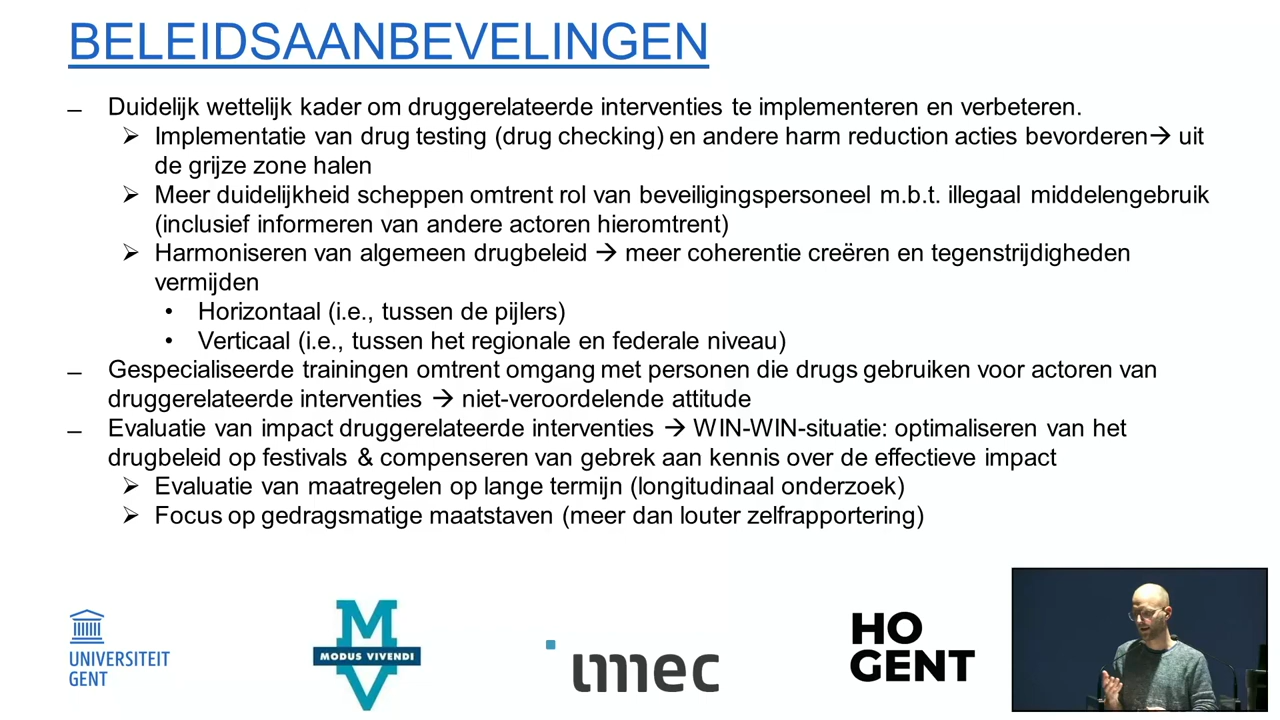 BELEIDSAANBEVELINGEN
– Duidelijk wettelijk kader om druggerelateerde interventies te implementeren en verbeteren.
➢ Implementatie van drug testing (drug checking) en andere harm reduction acties bevorderen→ uit
de grijze zone halen
➢ Meer duidelijkheid scheppen omtrent rol van beveiligingspersoneel m.b.t. illegaal middelengebruik
(inclusief informeren van andere actoren hieromtrent)
➢ Harmoniseren van algemeen drugbeleid → meer coherentie creëren en tegenstrijdigheden
vermijden
• Horizontaal (i.e., tussen de pijlers)
• Verticaal (i.e., tussen het regionale en federale niveau)
– Gespecialiseerde trainingen omtrent omgang met personen die drugs gebruiken voor actoren van
druggerelateerde interventies → niet-veroordelende attitude
– Evaluatie van impact druggerelateerde interventies → WIN-WIN-situatie: optimaliseren van het
drugbeleid op festivals & compenseren van gebrek aan kennis over de effectieve impact
➢ Evaluatie van maatregelen op lange termijn (longitudinaal onderzoek)
➢ Focus op gedragsmatige maatstaven (meer dan louter zelfrapportering)
UNIVERSITEIT
GENT
M
MODUS VIVENDI
V
imec
HO
GENT